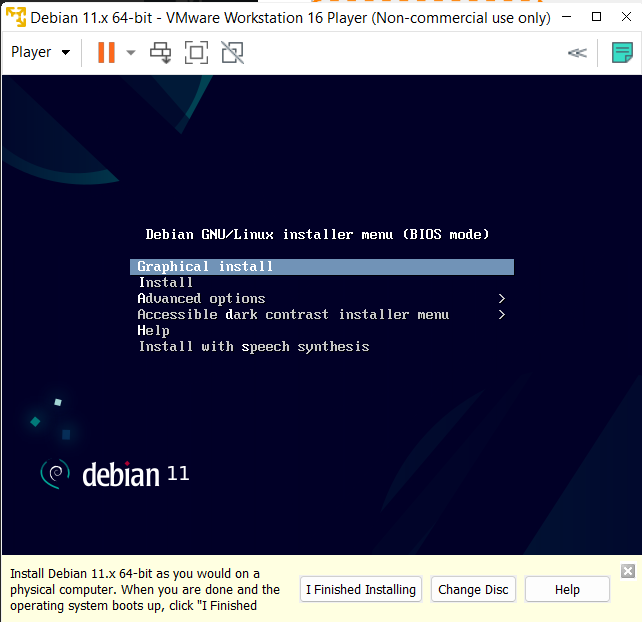 Debian 11.x 64-bit - VMware Workstation 16 Player (Non-commercial use only)
Player
Debian GNU/Linux installer menu (BIOS mode)
Graphical install
Install
Advanced options >
Accessible dark contrast installer menu >
Help
Install with speech synthesis
debian 11
Install Debian 11.x 64-bit as you would on a
physical computer. When you are done and the
operating system boots up, click "I Finished
I Finished Installing
Change Disc
Help